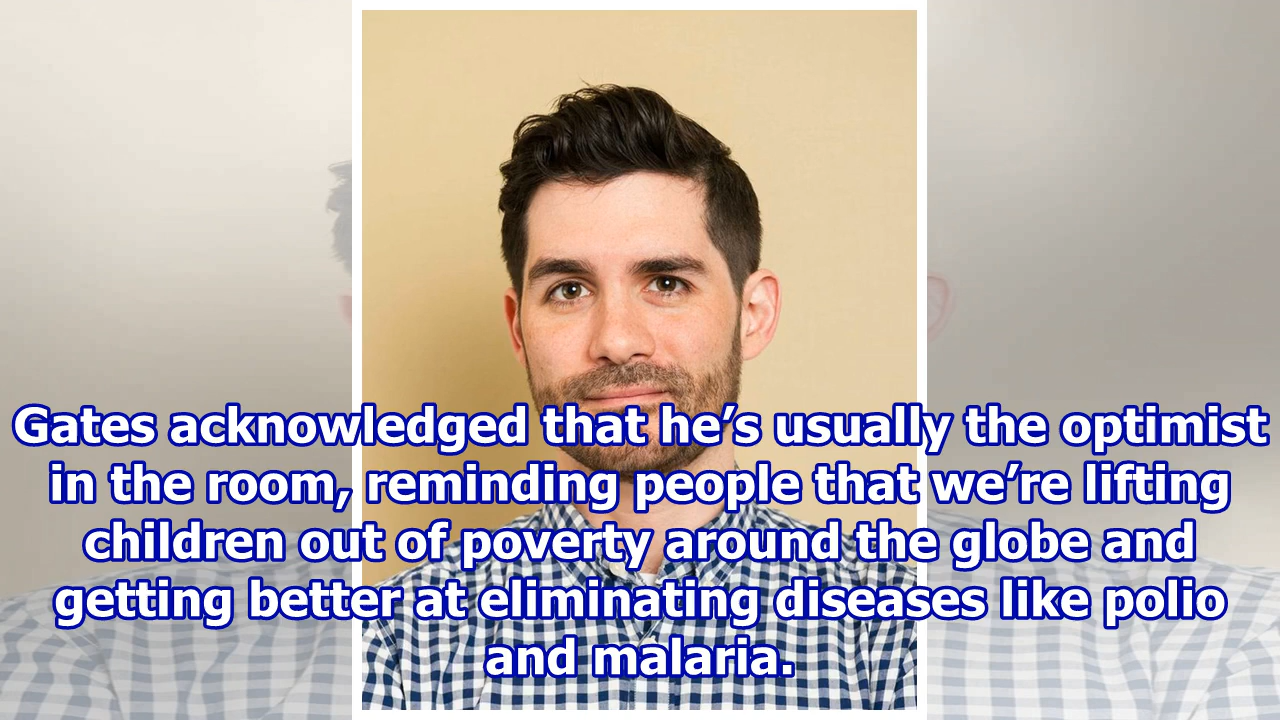 Gates acknowledged that he’s usually the optimist
in the room, reminding people that we’re lifting
children out of poverty around the globe and
getting better at eliminating diseases like polio
and malaria.